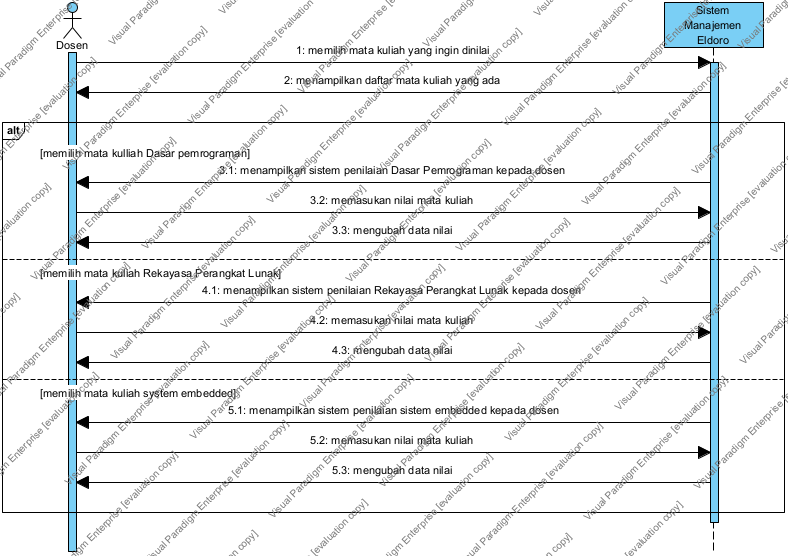 Dosen
Sistem
Manajemen
Eldoro
1: memilih mata kuliah yang ingin dinilai
2: menampilkan daftar mata kuliah yang ada
alt
[memilih mata kulliah Dasar pemrograman]
3.1: menampilkan sistem penilaian Dasar Pemrograman kepada dosen
3.2: memasukan nilai mata kuliah
3.3: mengubah data nilai
[memilih mata kuliah Rekayasa Perangkat Lunak]
4.1: menampilkan sistem penilaian Rekayasa Perangkat Lunak kepada dosen
4.2: memasukan nilai mata kuliah
4.3: mengubah data nilai
[memilih mata kuliah system embedded]
5.1: menampilkan sistem penilaian sistem embedded kepada dosen
5.2: memasukan nilai mata kuliah
5.3: mengubah data nilai
Visual Paradigm Enterprise [evaluation copy]